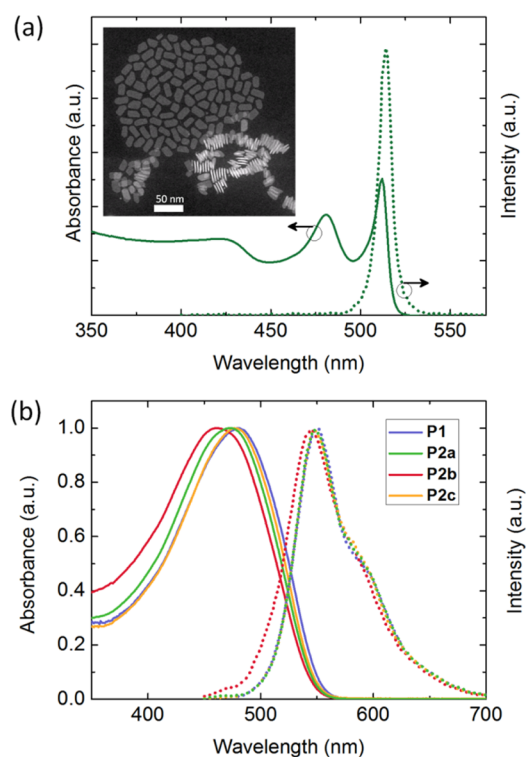 (a)
Absorbance (a.u.)
50 nm
Intensity (a.u.)
350 400 450 500 550
Wavelength (nm)
(b)
Absorbance (a.u.)
1.0
0.8
0.6
0.4
0.2
0.0
P1
P2a
P2b
P2c
Intensity (a.u.)
400 500 600 700
Wavelength (nm)